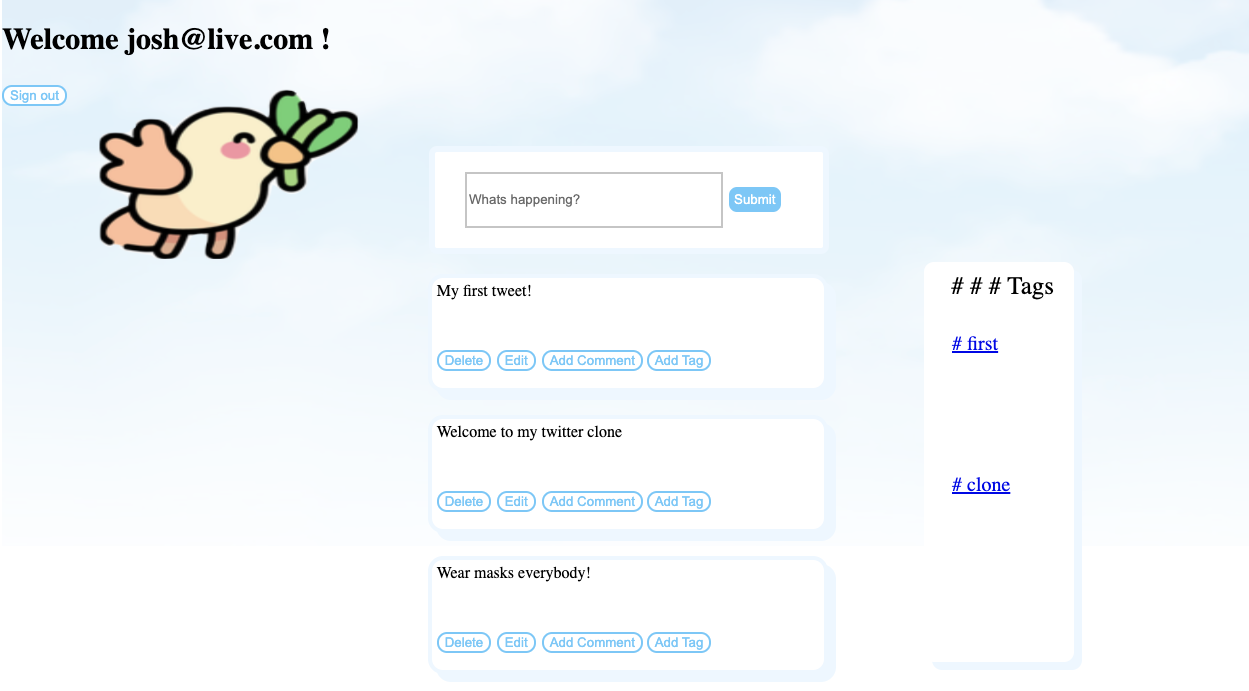 Welcome josh@live.com !
Sign out
Whats happening?
Submit
My first tweet!
Delete Edit Add Comment Add Tag
Welcome to my twitter clone
Delete Edit Add Comment Add Tag
Wear masks everybody!
Delete Edit Add Comment Add Tag
# # # Tags
# first
# clone